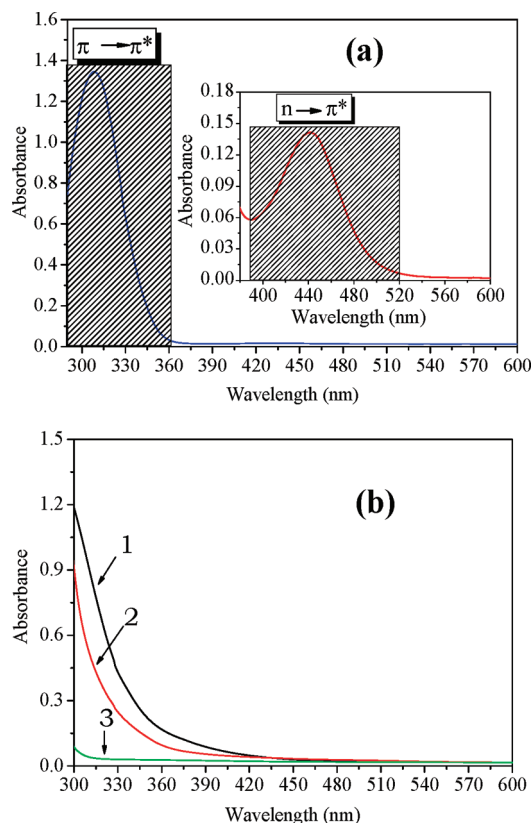 π → π*
(a)
1.6
1.4
1.2
1.0
0.8
0.6
0.4
0.2
0.0
Absorbance
300 330 360 390 420 450 480 510 540 570 600
Wavelength (nm)
n → π*
0.18
0.15
0.12
0.09
0.06
0.03
0.00
Absorbance
400 440 480 520 560 600
Wavelength (nm)
(b)
1.5
1.2
0.9
0.6
0.3
0.0
Absorbance
1
2
3
300 330 360 390 420 450 480 510 540 570 600
Wavelength (nm)